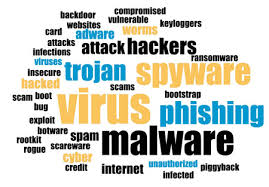 backdoor compromised
websites vulnerable keyloggers
card adware worms
attacks attack hackers
infections
viruses trojan spyware ransomware
insecure
hacked scams bootstrap
scam boot virus phishing
bug
exploit
botware spam malware
rootkit scareware
rogue cyber internet unauthorized piggyback
credit infected